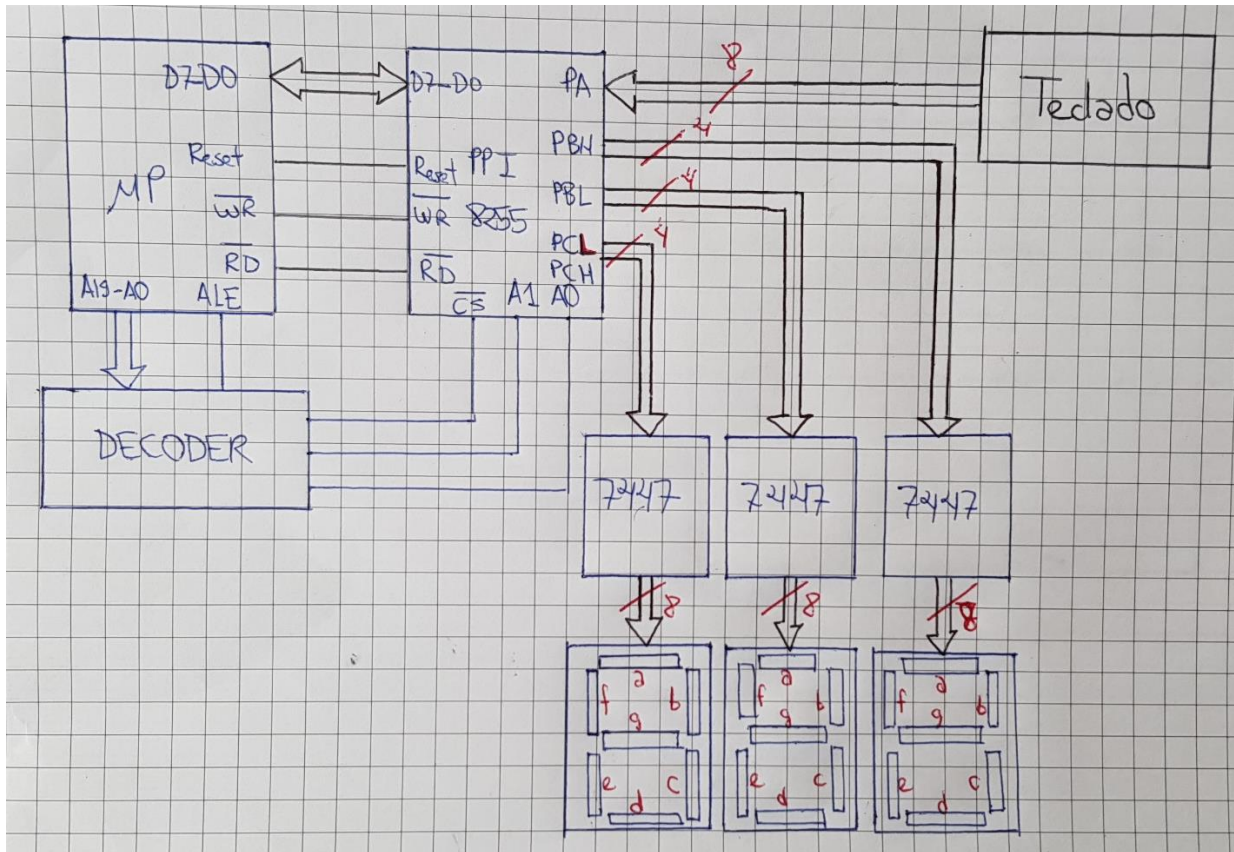 D7-D0
Reset
μP
WR
RD
A19-A0 ALE
D7-D0 PA
PBH
Reset PPI
PBL
WR 8255
PCL
RD PCH
CS A1 A0
8
4
4
4
Teclado
DECODER
7447
7447
7447
8
8
8
a
f b
g
e c
d
a
f b
g
e c
d
a
f b
g
e c
d